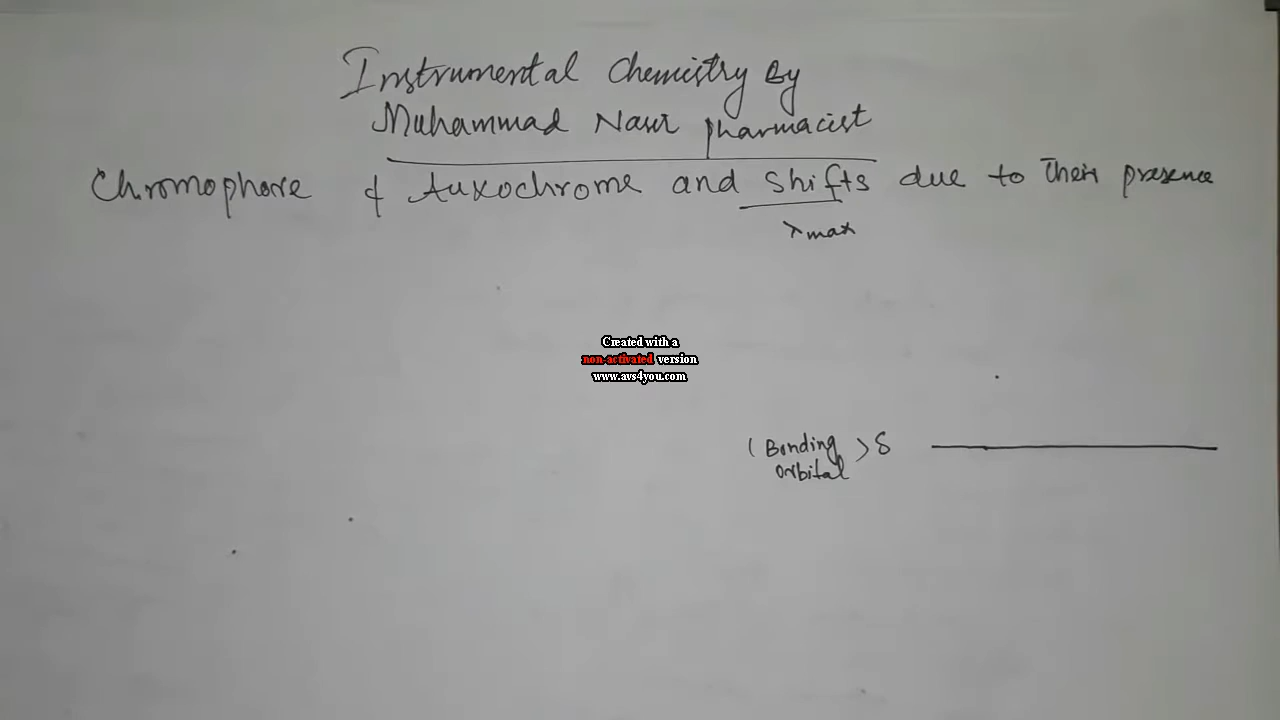 Instrumental Chemistry By
Muhammad Nasir pharmacist
Chromophore & Auxochrome and Shifts due to Their presence
λmax
Created with a
non-activated version
www.avs4you.com
(Bonding orbital) δ